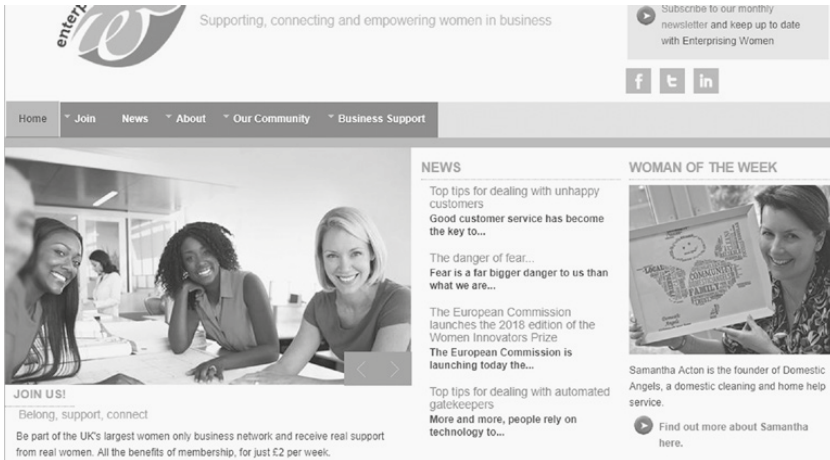 enterp
Supporting, connecting and empowering women in business
Subscribe to our monthly
newsletter and keep up to date
with Enterprising Women
f t in
Home Join News About Our Community Business Support
NEWS
Top tips for dealing with unhappy
customers
Good customer service has become
the key to...
The danger of fear...
Fear is a far bigger danger to us than
what we are...
The European Commission
launches the 2018 edition of the
Women Innovators Prize
The European Commission is
launching today the...
Top tips for dealing with automated
gatekeepers
More and more, people rely on
technology to...
WOMAN OF THE WEEK
LOCAL
COMMUNITY
FAMILY
Domestic
Angels
Samantha Acton is the founder of Domestic
Angels, a domestic cleaning and home help
service.
Find out more about Samantha
here.
JOIN US!
Belong, support, connect
Be part of the UK's largest women only business network and receive real support
from real women. All the benefits of membership, for just £2 per week.